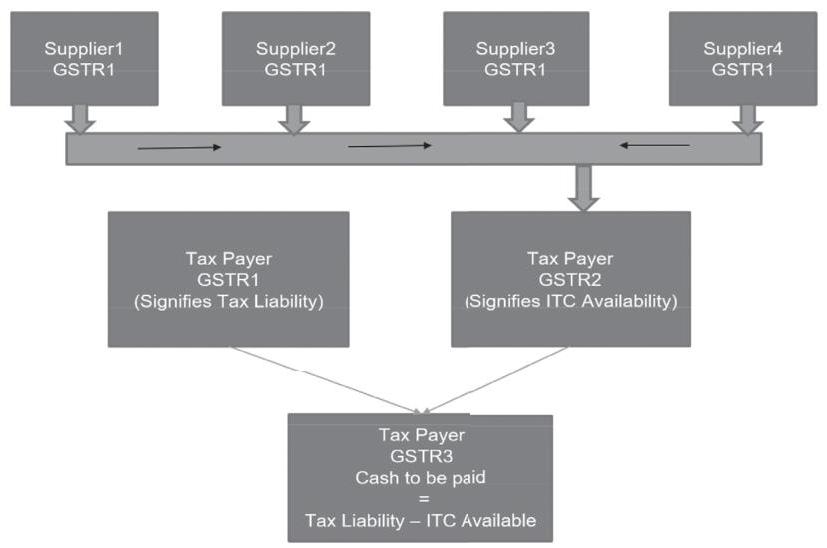 Supplier1
GSTR1
Supplier2
GSTR1
Supplier3
GSTR1
Supplier4
GSTR1
Tax Payer
GSTR1
(Signifies Tax Liability)
Tax Payer
GSTR2
(Signifies ITC Availability)
Tax Payer
GSTR3
Cash to be paid
=
Tax Liability – ITC Available